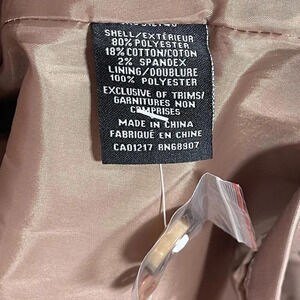 SHELL/EXTÉRIEUR
80% POLYESTER
18% COTTON/COTON
2% SPANDEX
LINING/DOUBLURE
100% POLYESTER
EXCLUSIVE OF TRIMS/
GARNITURES NON
COMPRISES
MADE IN CHINA
FABRIQUÉ EN CHINE
CA01217 RN68907